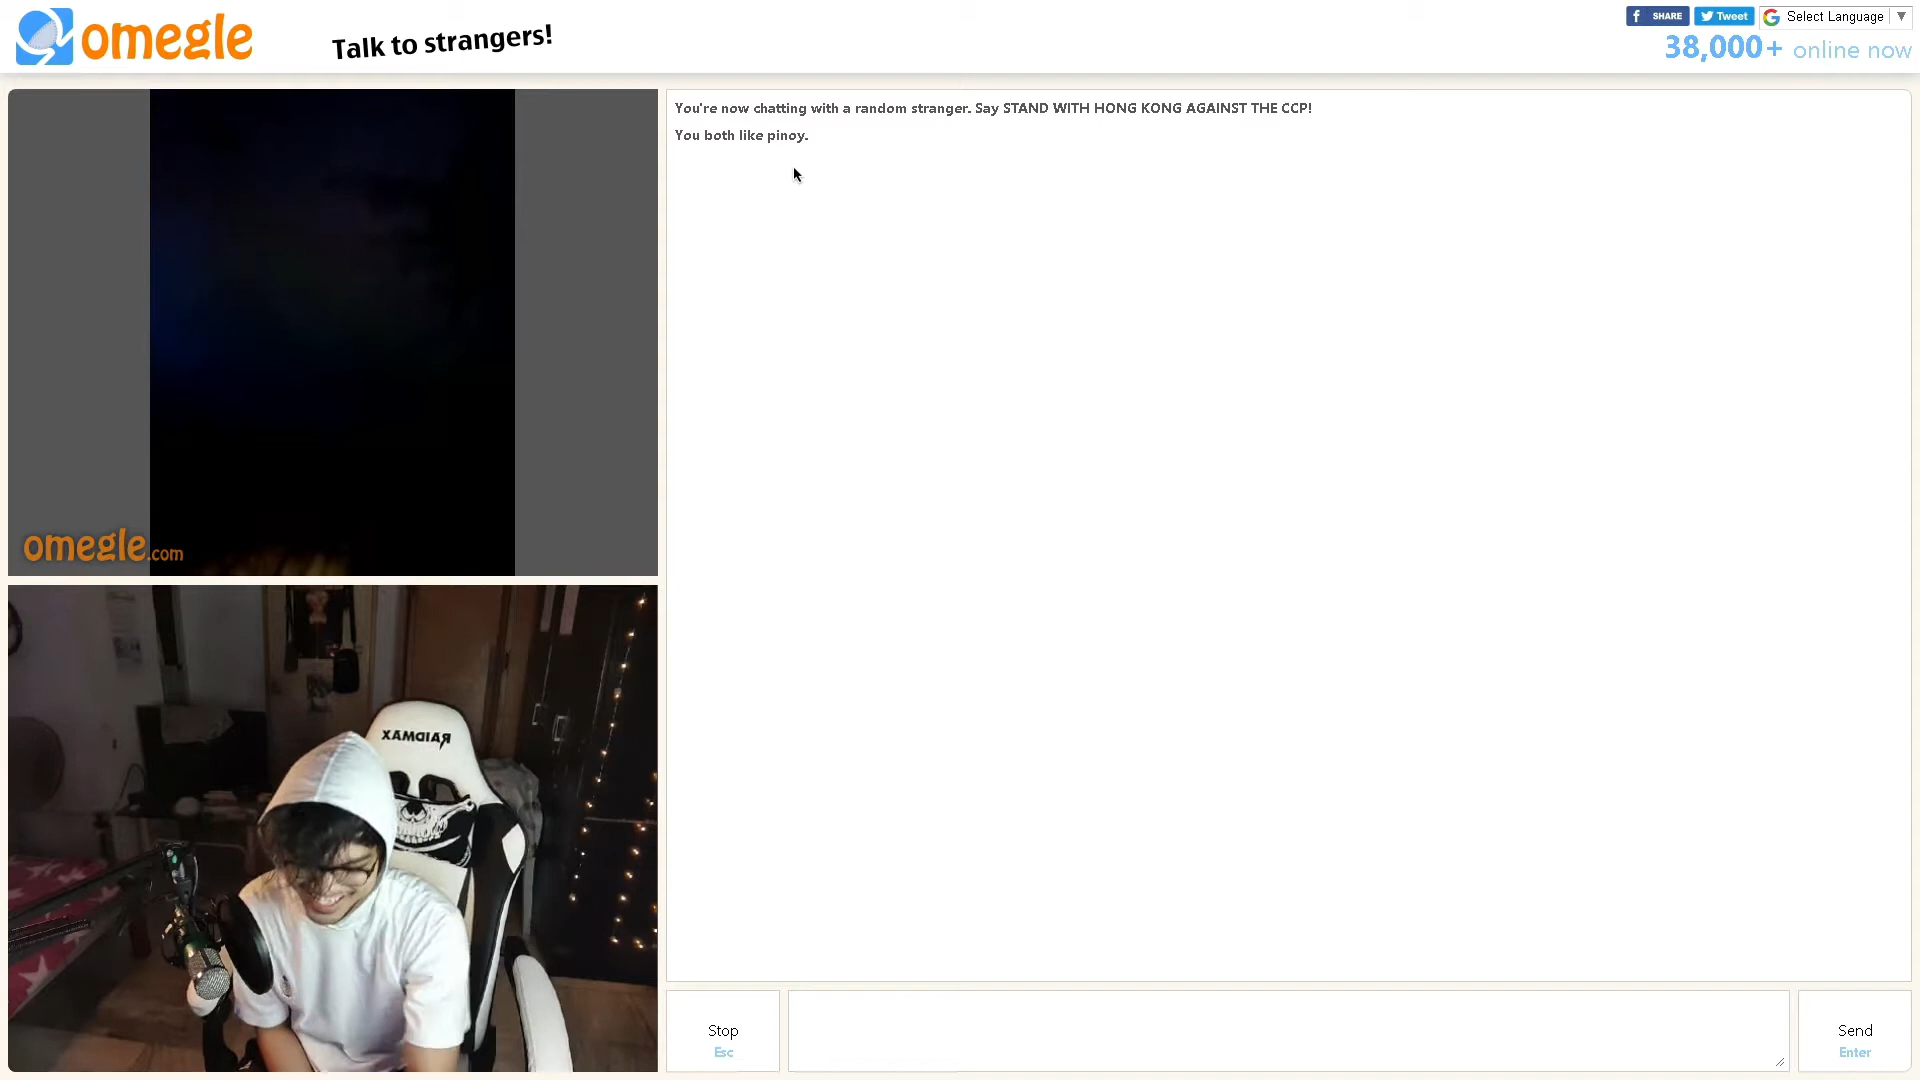 omegle
Talk to strangers!
SHARE
Tweet
Select Language
38,000+ online now
You're now chatting with a random stranger. Say STAND WITH HONG KONG AGAINST THE CCP!
You both like pinoy.
omegle.com
RAIDMAX
Stop
Esc
Send
Enter